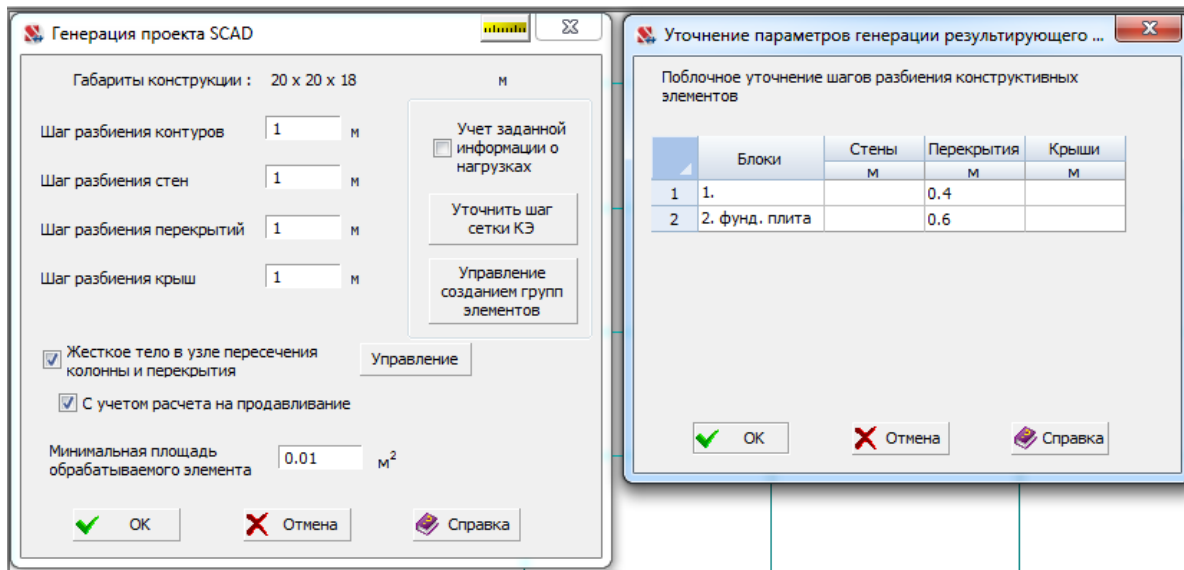 Генерация проекта SCAD
Габариты конструкции : 20 x 20 x 18 м
Шаг разбиения контуров 1 м
Шаг разбиения стен 1 м
Шаг разбиения перекрытий 1 м
Шаг разбиения крыш 1 м
Учет заданной
информации о
нагрузках
Уточнить шаг
сетки КЭ
Управление
созданием групп
элементов
Жесткое тело в узле пересечения
колонны и перекрытия
Управление
С учетом расчета на продавливание
Минимальная площадь
обрабатываемого элемента
0.01 м²
ОК Отмена Справка
Уточнение параметров генерации результирующего ...
Поблочное уточнение шагов разбиения конструктивных
элементов
Блоки Стены Перекрытия Крыши
м м м
1 1. 0.4
2 2. фунд. плита 0.6
ОК Отмена Справка